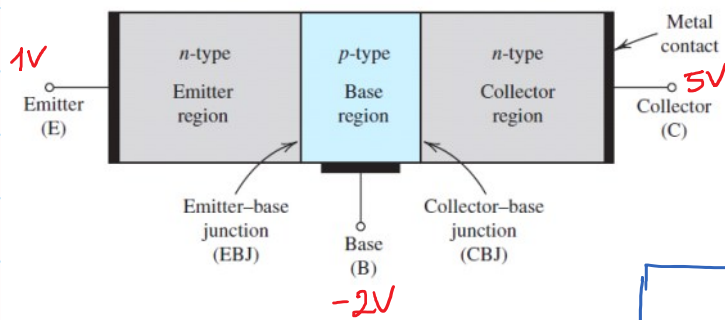 Metal
contact
n-type
Emitter
region
p-type
Base
region
n-type
Collector
region
1V
Emitter
(E)
5V
Collector
(C)
Emitter–base
junction
(EBJ)
Base
(B)
Collector–base
junction
(CBJ)
-2V